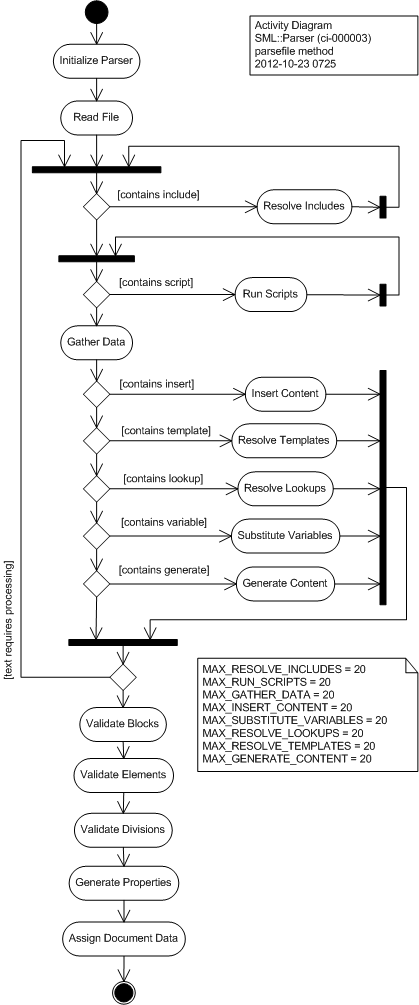 Activity Diagram
SML::Parser (ci-000003)
parsefile method
2012-10-23 0725
Initialize Parser
Read File
[contains include]
Resolve Includes
[contains script]
Run Scripts
Gather Data
[contains insert]
Insert Content
[contains template]
Resolve Templates
[contains lookup]
Resolve Lookups
[contains variable]
Substitute Variables
[contains generate]
Generate Content
[text requires processing]
MAX_RESOLVE_INCLUDES = 20
MAX_RUN_SCRIPTS = 20
MAX_GATHER_DATA = 20
MAX_INSERT_CONTENT = 20
MAX_SUBSTITUTE_VARIABLES = 20
MAX_RESOLVE_LOOKUPS = 20
MAX_RESOLVE_TEMPLATES = 20
MAX_GENERATE_CONTENT = 20
Validate Blocks
Validate Elements
Validate Divisions
Generate Properties
Assign Document Data